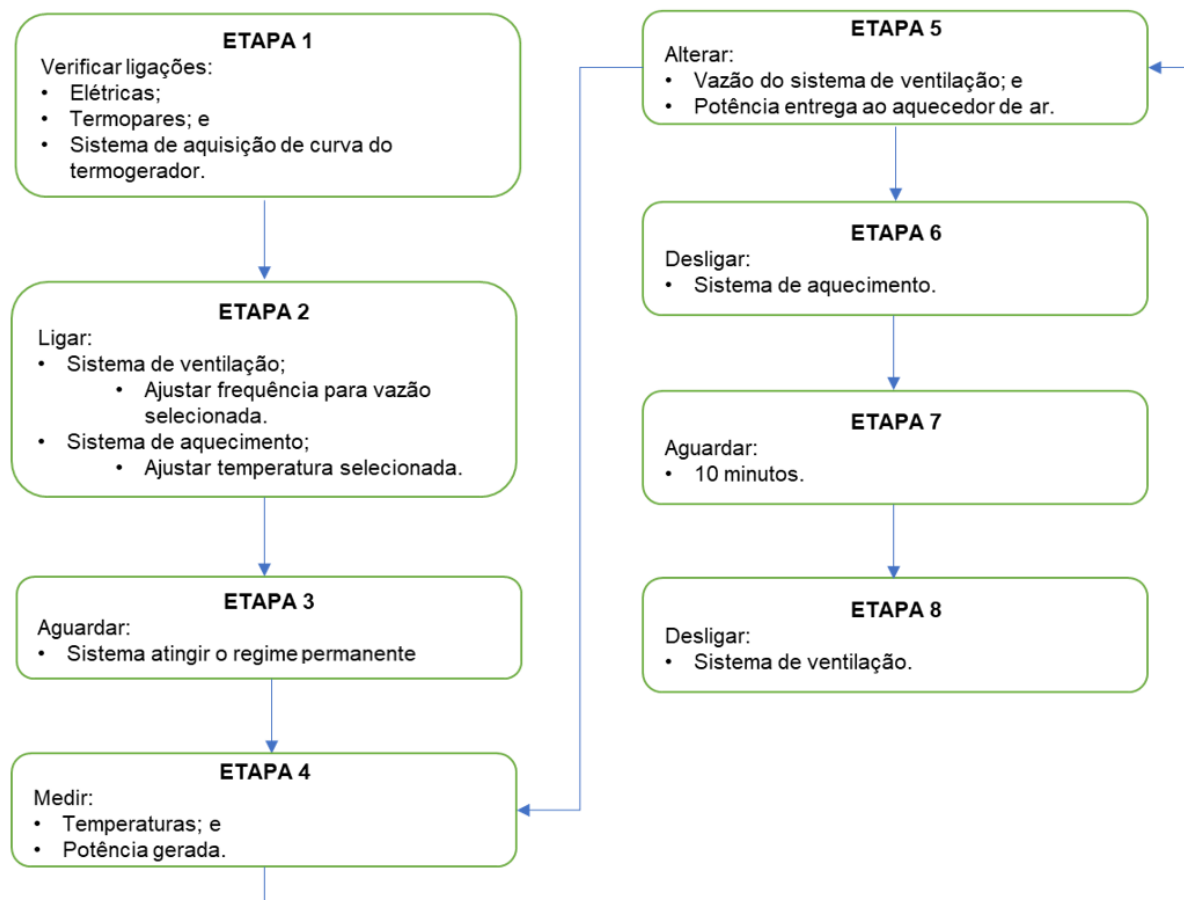 ETAPA 1
Verificar ligações:
• Elétricas;
• Termopares; e
• Sistema de aquisição de curva do
termogerador.
ETAPA 2
Ligar:
• Sistema de ventilação;
• Ajustar frequência para vazão
selecionada.
• Sistema de aquecimento;
• Ajustar temperatura selecionada.
ETAPA 3
Aguardar:
• Sistema atingir o regime permanente
ETAPA 4
Medir:
• Temperaturas; e
• Potência gerada.
ETAPA 5
Alterar:
• Vazão do sistema de ventilação; e
• Potência entrega ao aquecedor de ar.
ETAPA 6
Desligar:
• Sistema de aquecimento.
ETAPA 7
Aguardar:
• 10 minutos.
ETAPA 8
Desligar:
• Sistema de ventilação.